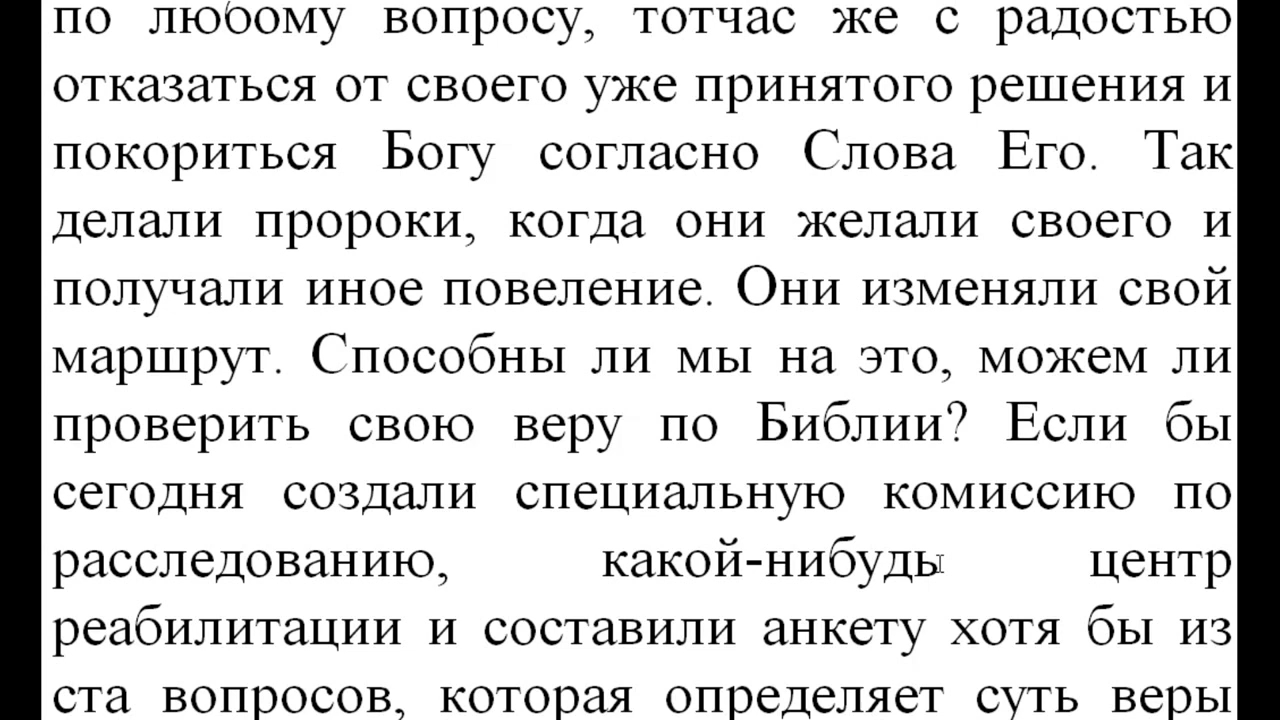 по любому вопросу, тотчас же с радостью
отказаться от своего уже принятого решения и
покориться Богу согласно Слова Его. Так
делали пророки, когда они желали своего и
получали иное повеление. Они изменяли свой
маршрут. Способны ли мы на это, можем ли
проверить свою веру по Библии? Если бы
сегодня создали специальную комиссию по
расследованию, какой-нибудь центр
реабилитации и составили анкету хотя бы из
ста вопросов, которая определяет суть веры